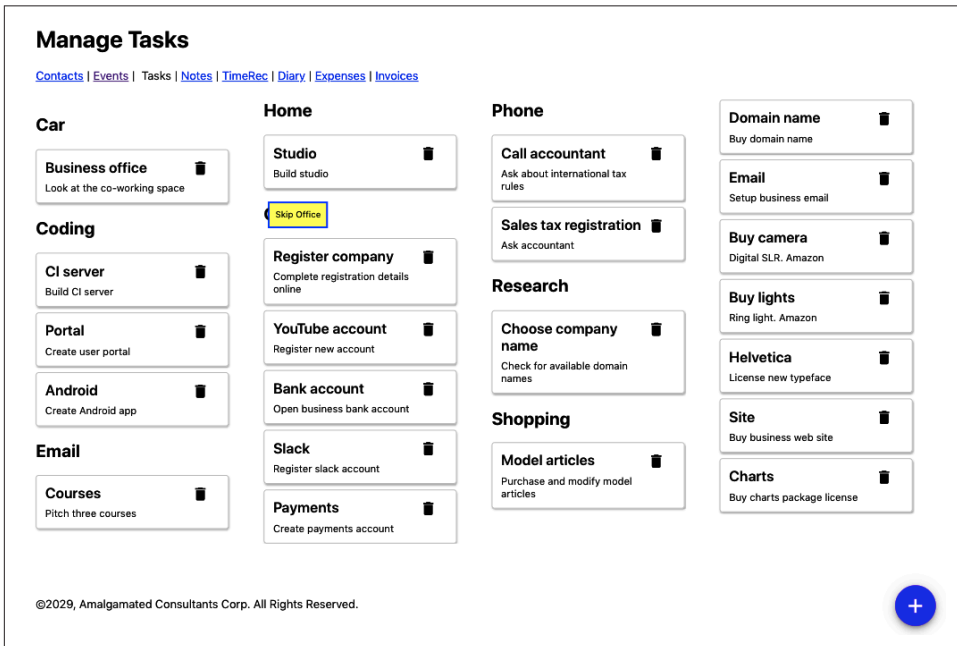 Manage Tasks
Contacts | Events | Tasks | Notes | TimeRec | Diary | Expenses | Invoices
Car
Business office
Look at the co-working space
Coding
CI server
Build CI server
Portal
Create user portal
Android
Create Android app
Email
Courses
Pitch three courses
Home
Studio
Build studio
Skip Office
Register company
Complete registration details
online
YouTube account
Register new account
Bank account
Open business bank account
Slack
Register slack account
Payments
Create payments account
Phone
Call accountant
Ask about international tax
rules
Sales tax registration
Ask accountant
Research
Choose company
name
Check for available domain
names
Shopping
Model articles
Purchase and modify model
articles
Domain name
Buy domain name
Email
Setup business email
Buy camera
Digital SLR. Amazon
Buy lights
Ring light. Amazon
Helvetica
License new typeface
Site
Buy business web site
Charts
Buy charts package license
©2029, Amalgamated Consultants Corp. All Rights Reserved.
+